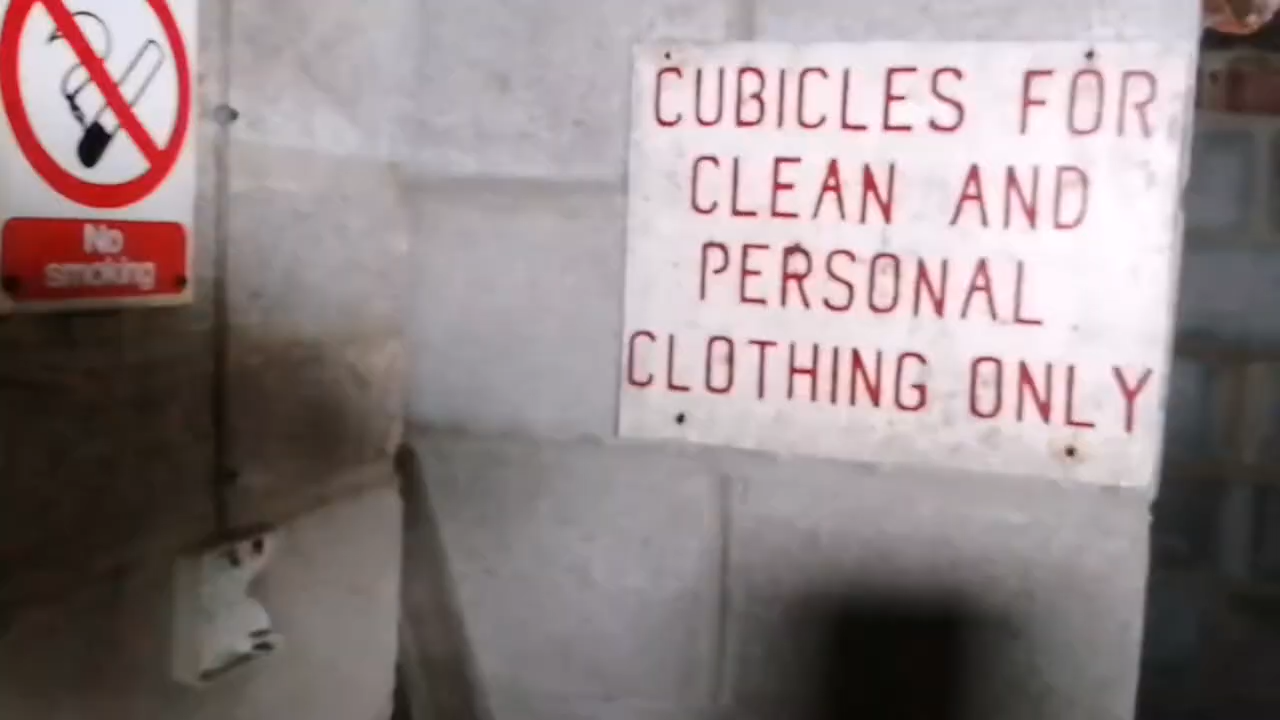 No
smoking
CUBICLES FOR
CLEAN AND
PERSONAL
CLOTHING ONLY